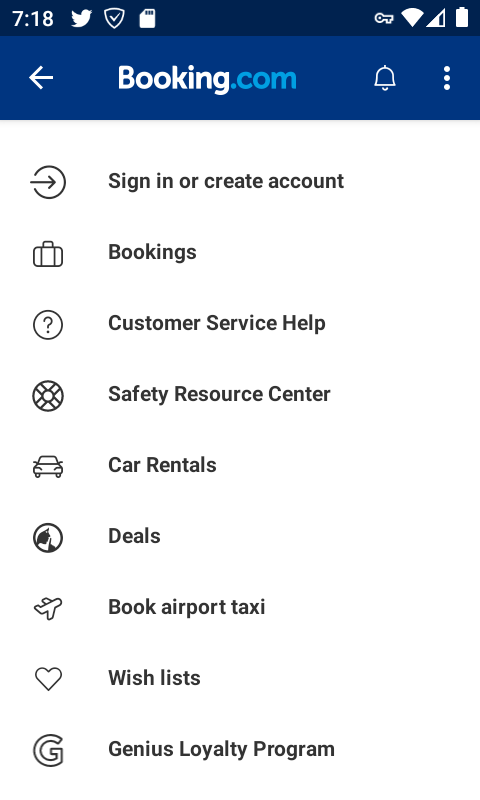 7:18
Booking.com
Sign in or create account
Bookings
Customer Service Help
Safety Resource Center
Car Rentals
Deals
Book airport taxi
Wish lists
Genius Loyalty Program